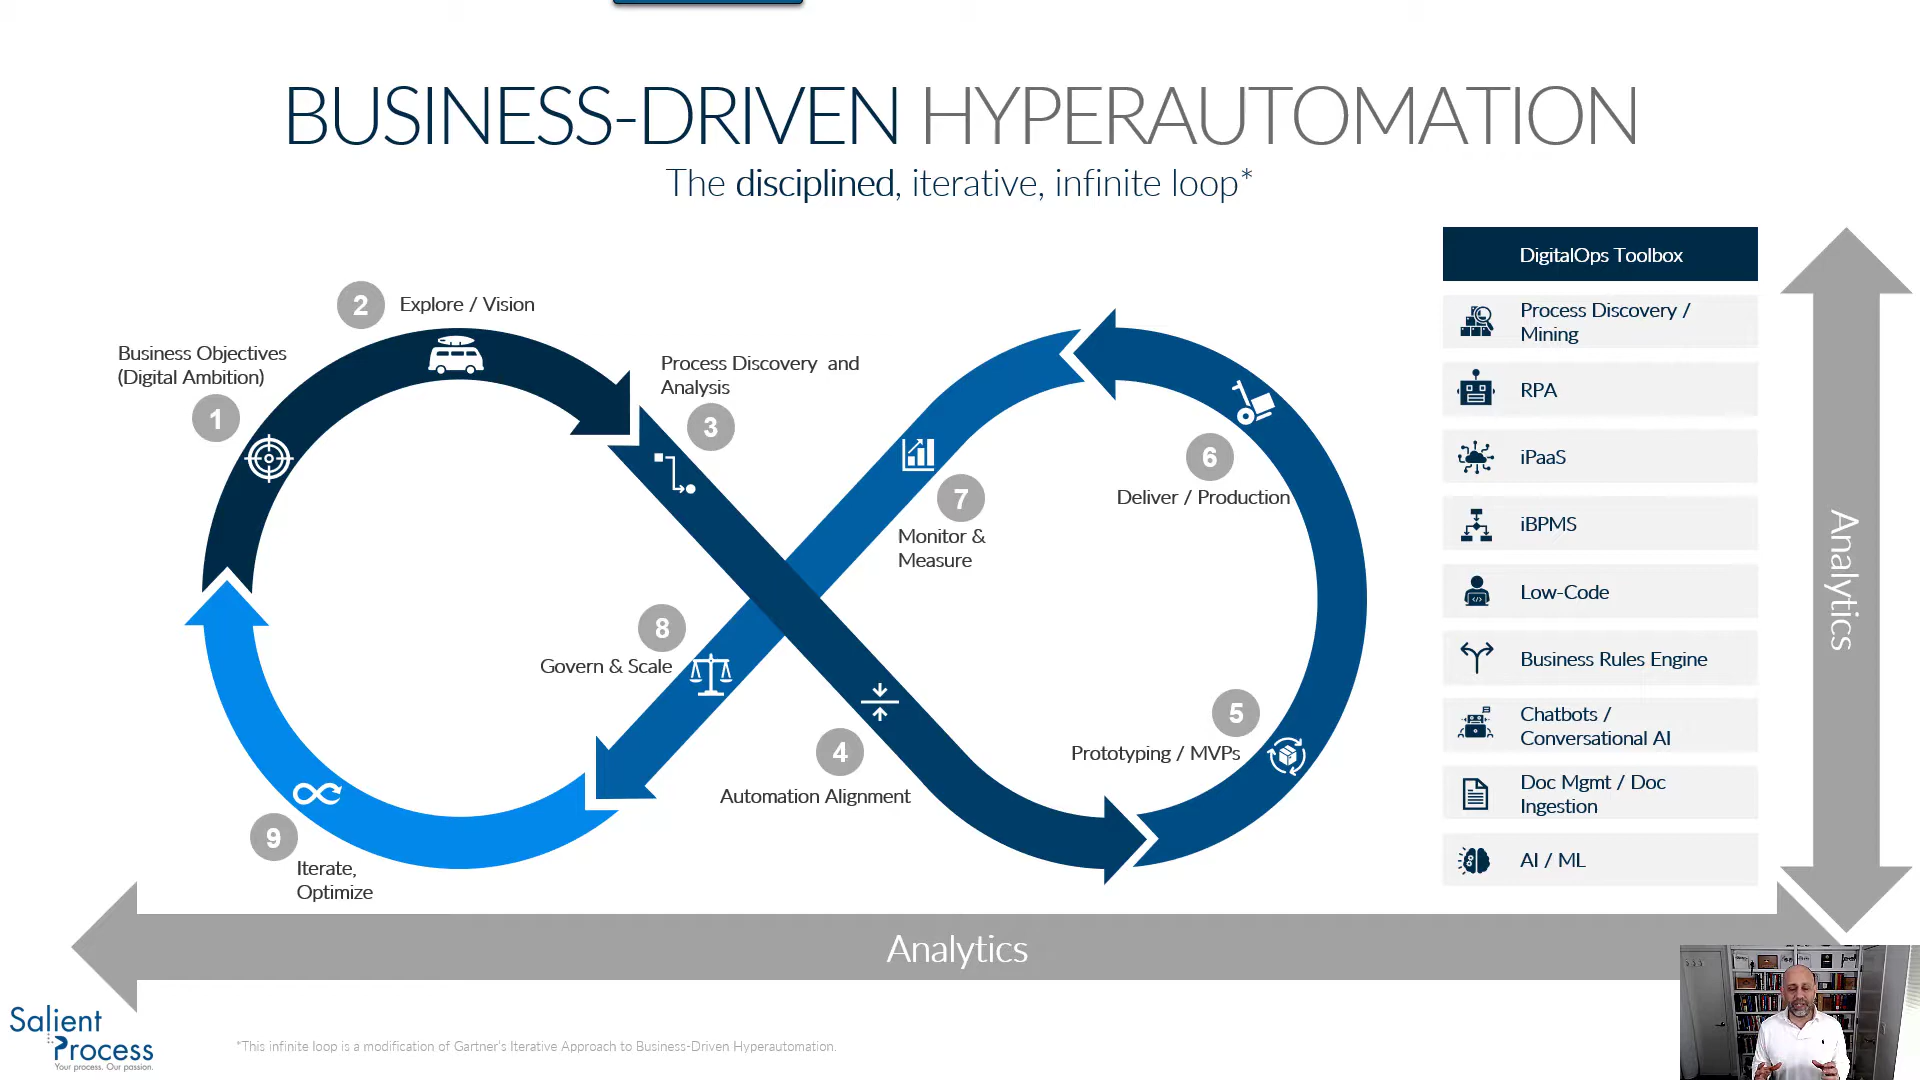 BUSINESS-DRIVEN HYPERAUTOMATION
The disciplined, iterative, infinite loop*
1
Business Objectives
(Digital Ambition)
2
Explore / Vision
3
Process Discovery and
Analysis
4
Automation Alignment
5
Prototyping / MVPs
6
Deliver / Production
7
Monitor &
Measure
8
Govern & Scale
9
Iterate,
Optimize
DigitalOps Toolbox
Process Discovery /
Mining
RPA
iPaaS
iBPMS
Low-Code
Business Rules Engine
Chatbots /
Conversational AI
Doc Mgmt / Doc
Ingestion
AI / ML
Analytics
Analytics
Salient
Process
Your process. Our passion.
*This infinite loop is a modification of Gartner's Iterative Approach to Business-Driven Hyperautomation.